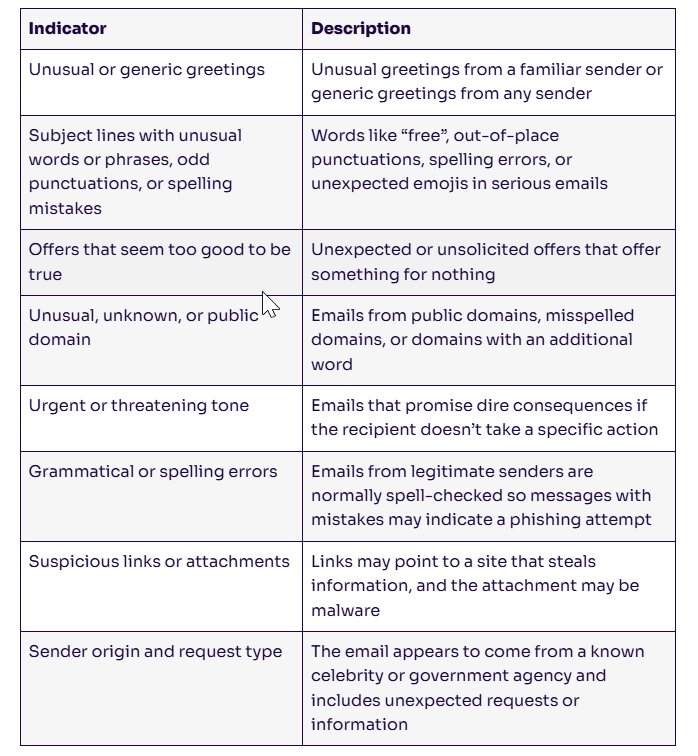 Indicator
Description
Unusual or generic greetings
Unusual greetings from a familiar sender or
generic greetings from any sender
Subject lines with unusual
words or phrases, odd
punctuations, or spelling
mistakes
Words like “free”, out-of-place
punctuations, spelling errors, or
unexpected emojis in serious emails
Offers that seem too good to be
true
Unexpected or unsolicited offers that offer
something for nothing
Unusual, unknown, or public
domain
Emails from public domains, misspelled
domains, or domains with an additional
word
Urgent or threatening tone
Emails that promise dire consequences if
the recipient doesn’t take a specific action
Grammatical or spelling errors
Emails from legitimate senders are
normally spell-checked so messages with
mistakes may indicate a phishing attempt
Suspicious links or attachments
Links may point to a site that steals
information, and the attachment may be
malware
Sender origin and request type
The email appears to come from a known
celebrity or government agency and
includes unexpected requests or
information